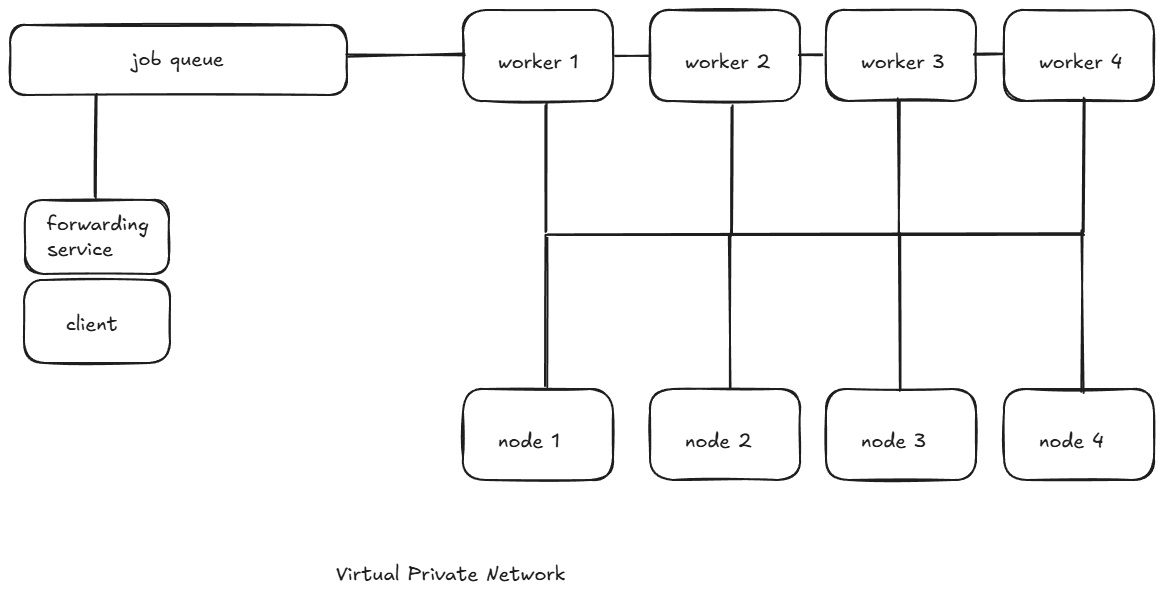 job queue
worker 1
worker 2
worker 3
worker 4
forwarding
service
client
node 1
node 2
node 3
node 4
Virtual Private Network